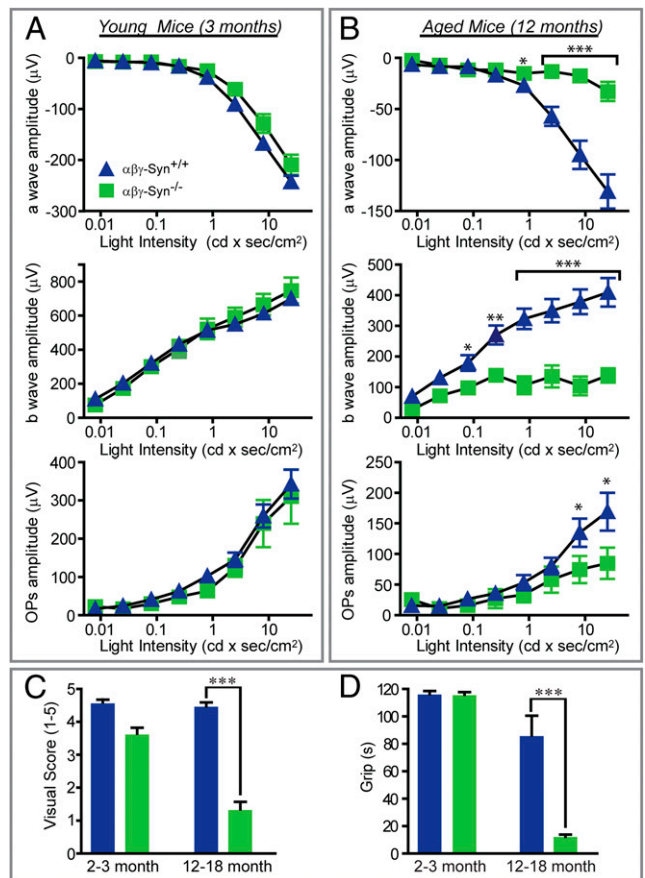 A
Young Mice (3 months)
a wave amplitude (μV)
0
-100
-200
-300
αβγ-Syn+/+
αβγ-Syn-/-
0.01 0.1 1 10
Light Intensity (cd x sec/cm²)
b wave amplitude (μV)
800
600
400
200
0
0.01 0.1 1 10
Light Intensity (cd x sec/cm²)
OPs amplitude (μV)
400
300
200
100
0
0.01 0.1 1 10
Light Intensity (cd x sec/cm²)
B
Aged Mice (12 months)
a wave amplitude (μV)
0
-50
-100
-150
*
***
0.01 0.1 1 10
Light Intensity (cd x sec/cm²)
b wave amplitude (μV)
500
400
300
200
100
0
*
**
***
0.01 0.1 1 10
Light Intensity (cd x sec/cm²)
OPs amplitude (μV)
250
200
150
100
50
0
*
*
0.01 0.1 1 10
Light Intensity (cd x sec/cm²)
C
Visual Score (1-5)
5
4
3
2
1
0
***
2-3 month 12-18 month
D
Grip (s)
120
100
80
60
40
20
0
***
2-3 month 12-18 month